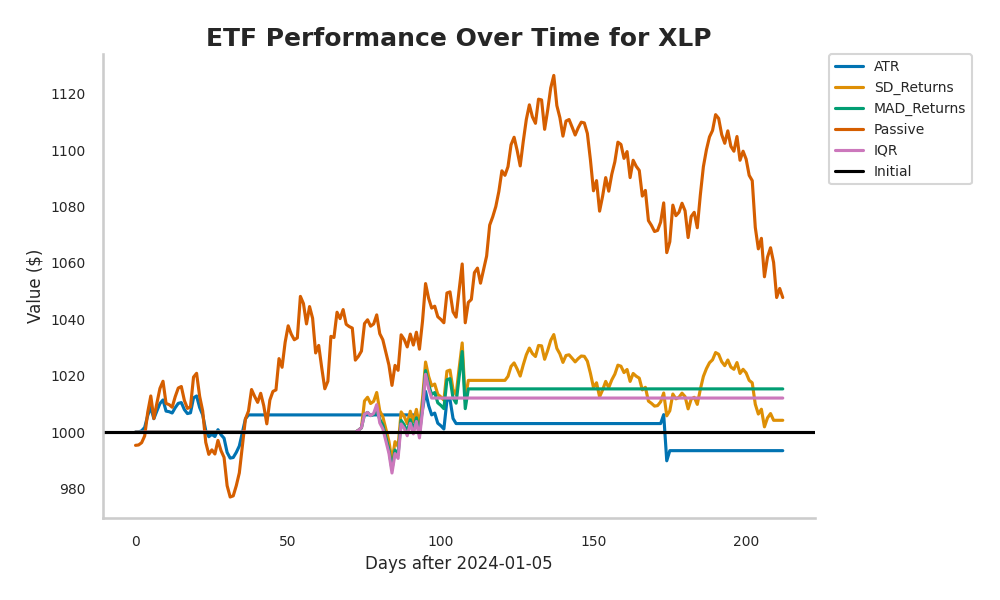 ETF Performance Over Time for XLP
Value ($)
1120
1100
1080
1060
1040
1020
1000
980
0
50
100
150
200
Days after 2024-01-05
ATR
SD_Returns
MAD_Returns
Passive
IQR
Initial